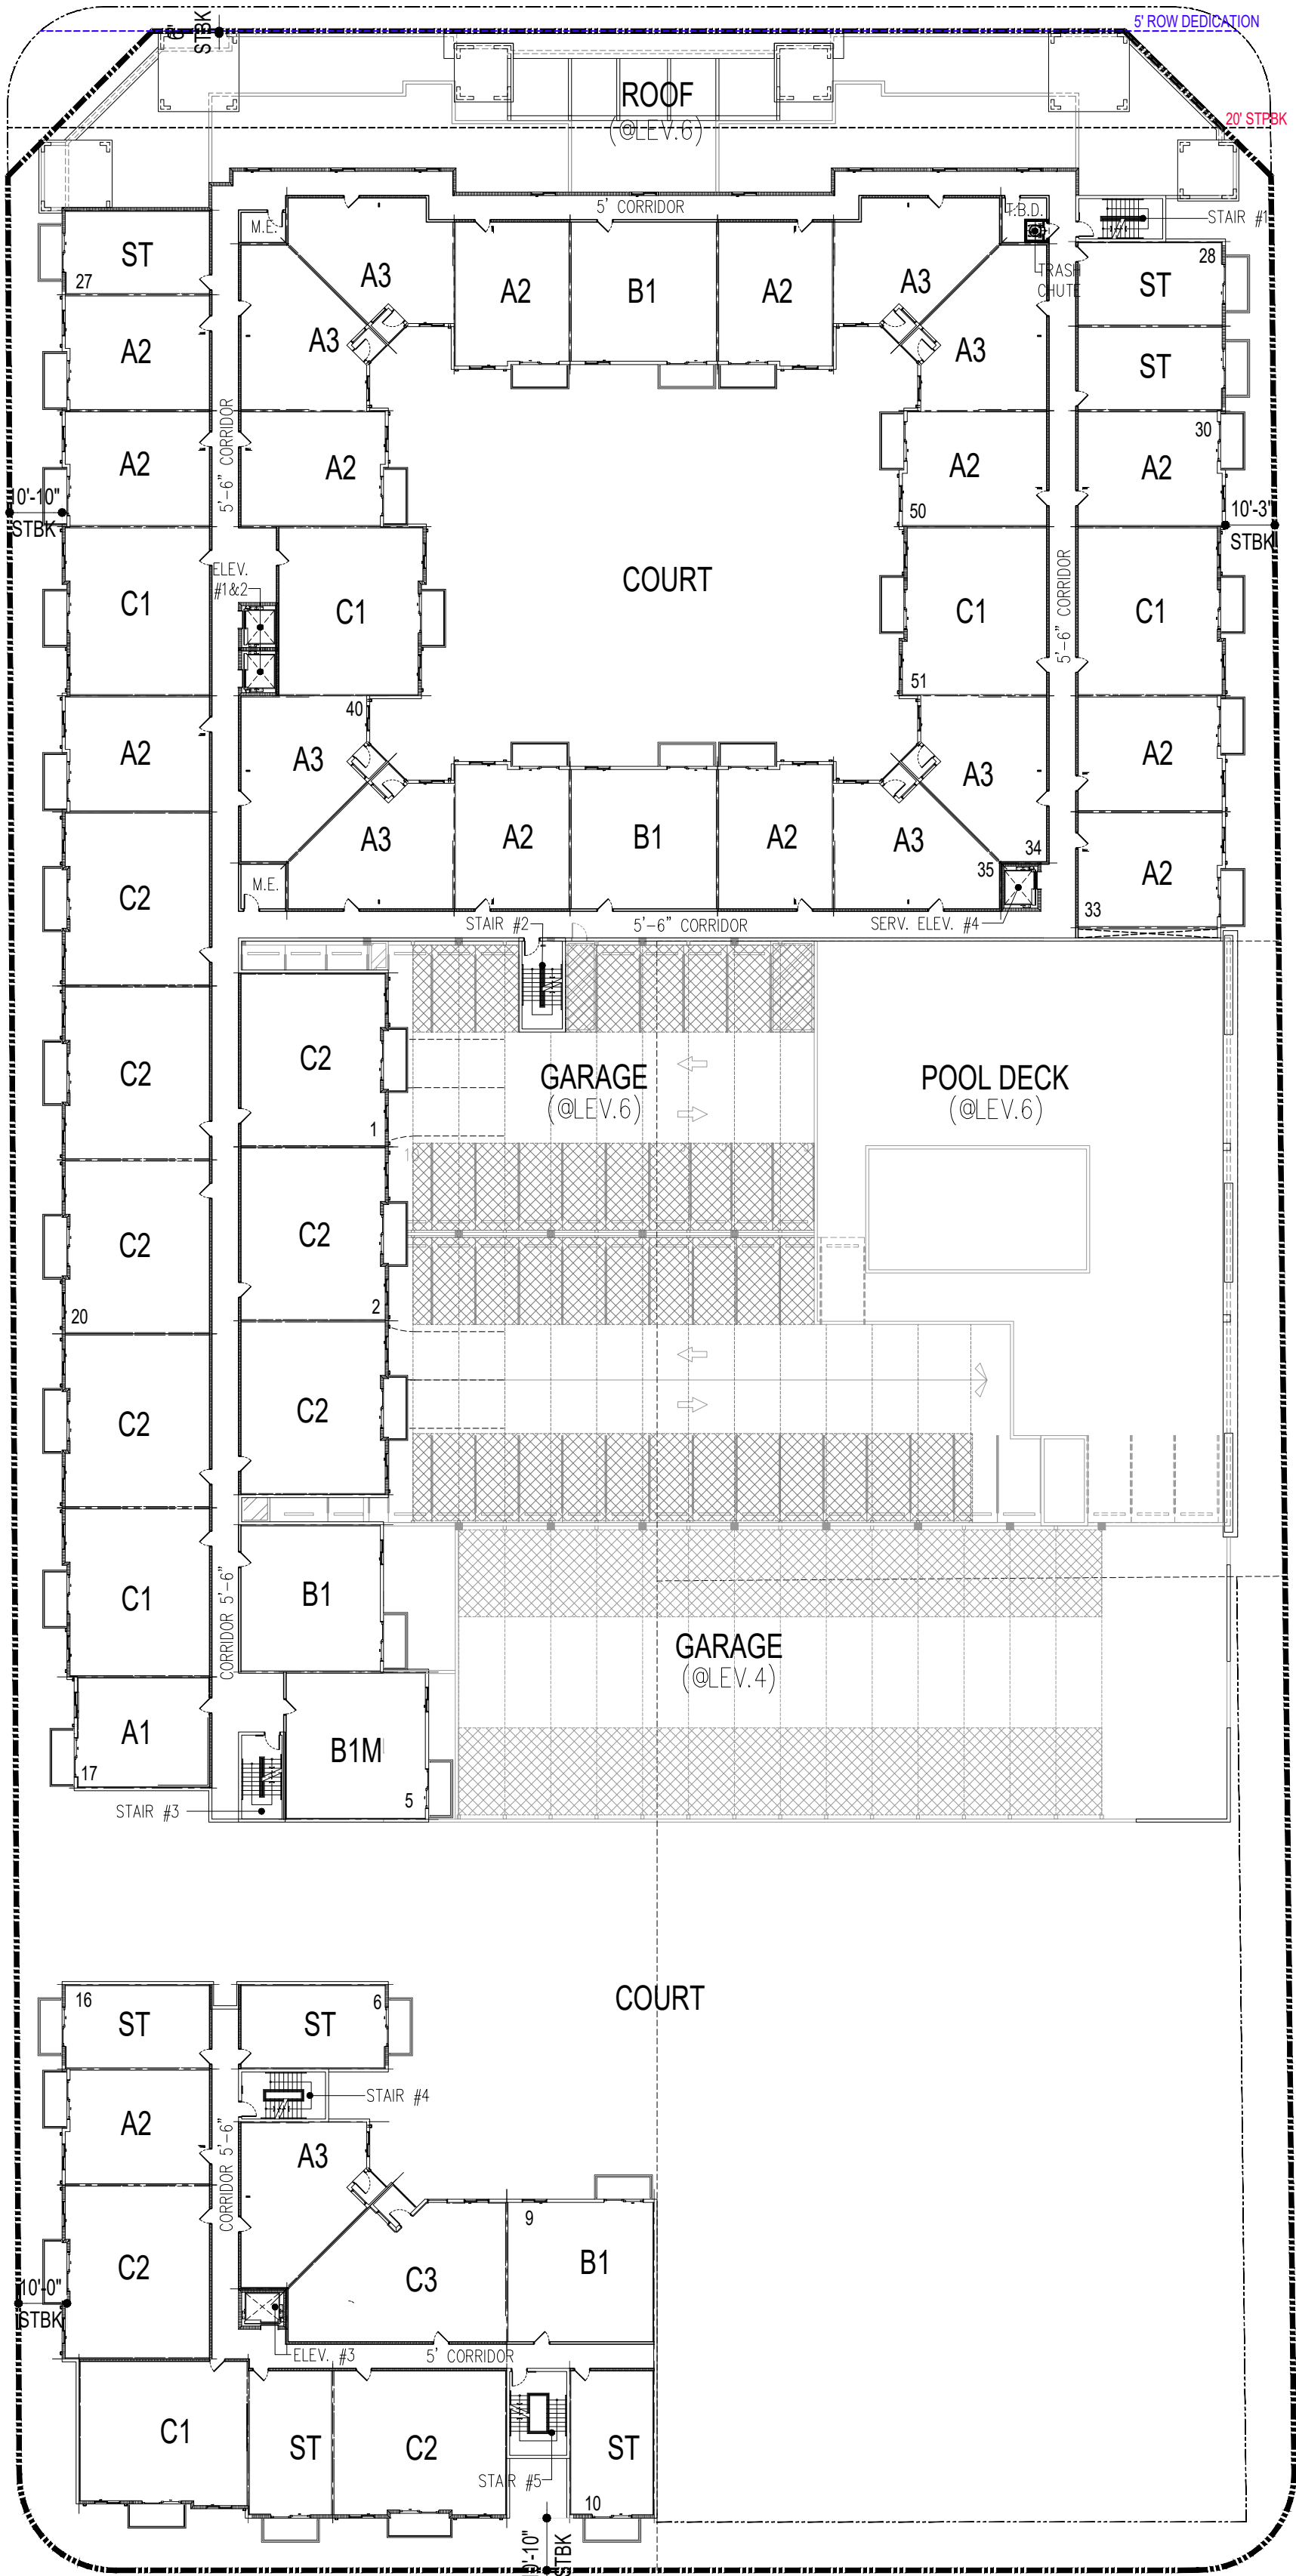 5' ROW DEDICATION
6"
STBK
ROOF
(@LEV.6)
20' STPBK
5' CORRIDOR
M.E.
T.B.D.
STAIR #1
TRASH
CHUTE
ST
27
A3
A2
B1
A2
A3
28
ST
A2
A3
A3
ST
5'-6" CORRIDOR
A2
A2
A2
50
30
A2
0'-10"
STBK
10'-3"
STBK
ELEV.
#1&2
COURT
C1
C1
C1
51
5'-6" CORRIDOR
C1
40
A2
A3
A3
A2
A3
A2
B1
A2
A3
34
35
A2
33
C2
M.E.
STAIR #2
5'-6" CORRIDOR
SERV. ELEV. #4
C2
C2
1
GARAGE
(@LEV.6)
POOL DECK
(@LEV.6)
C2
20
C2
2
C2
C2
C1
CORRIDOR 5'-6"
B1
GARAGE
(@LEV.4)
A1
17
B1M
5
STAIR #3
COURT
16
ST
6
ST
STAIR #4
A2
CORRIDOR 5'-6"
A3
9
B1
C2
C3
10'-0"
STBK
ELEV. #3
5' CORRIDOR
C1
ST
C2
ST
10
STAIR #5
STBK